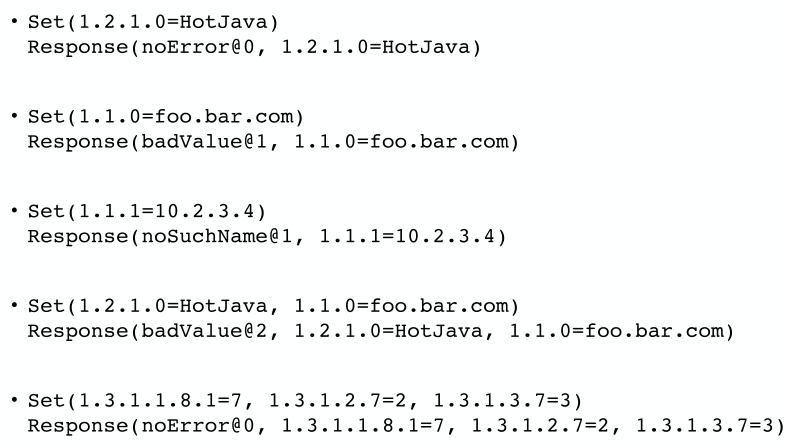 • Set(1.2.1.0=HotJava)
Response(noError@0, 1.2.1.0=HotJava)
• Set(1.1.0=foo.bar.com)
Response(badValue@1, 1.1.0=foo.bar.com)
• Set(1.1.1=10.2.3.4)
Response(noSuchName@1, 1.1.1=10.2.3.4)
• Set(1.2.1.0=HotJava, 1.1.0=foo.bar.com)
Response(badValue@2, 1.2.1.0=HotJava, 1.1.0=foo.bar.com)
• Set(1.3.1.1.8.1=7, 1.3.1.2.7=2, 1.3.1.3.7=3)
Response(noError@0, 1.3.1.1.8.1=7, 1.3.1.2.7=2, 1.3.1.3.7=3)